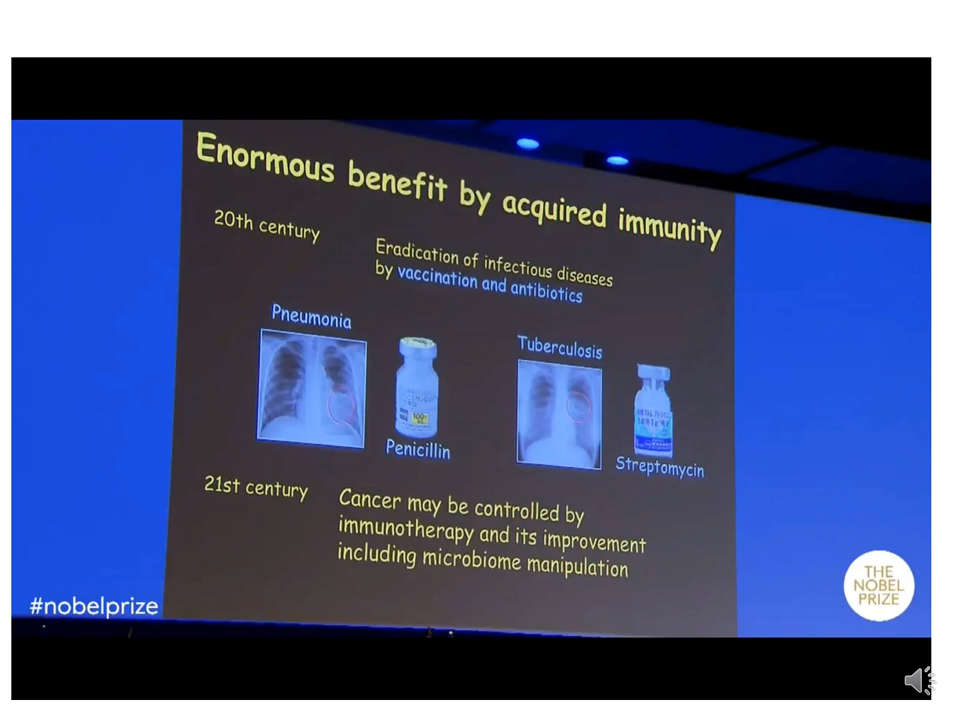 Enormous benefit by acquired immunity
20th century
Eradication of infectious diseases
by vaccination and antibiotics
Pneumonia
Penicillin
Tuberculosis
Streptomycin
21st century
Cancer may be controlled by
immunotherapy and its improvement
including microbiome manipulation
#nobelprize
THE
NOBEL
PRIZE